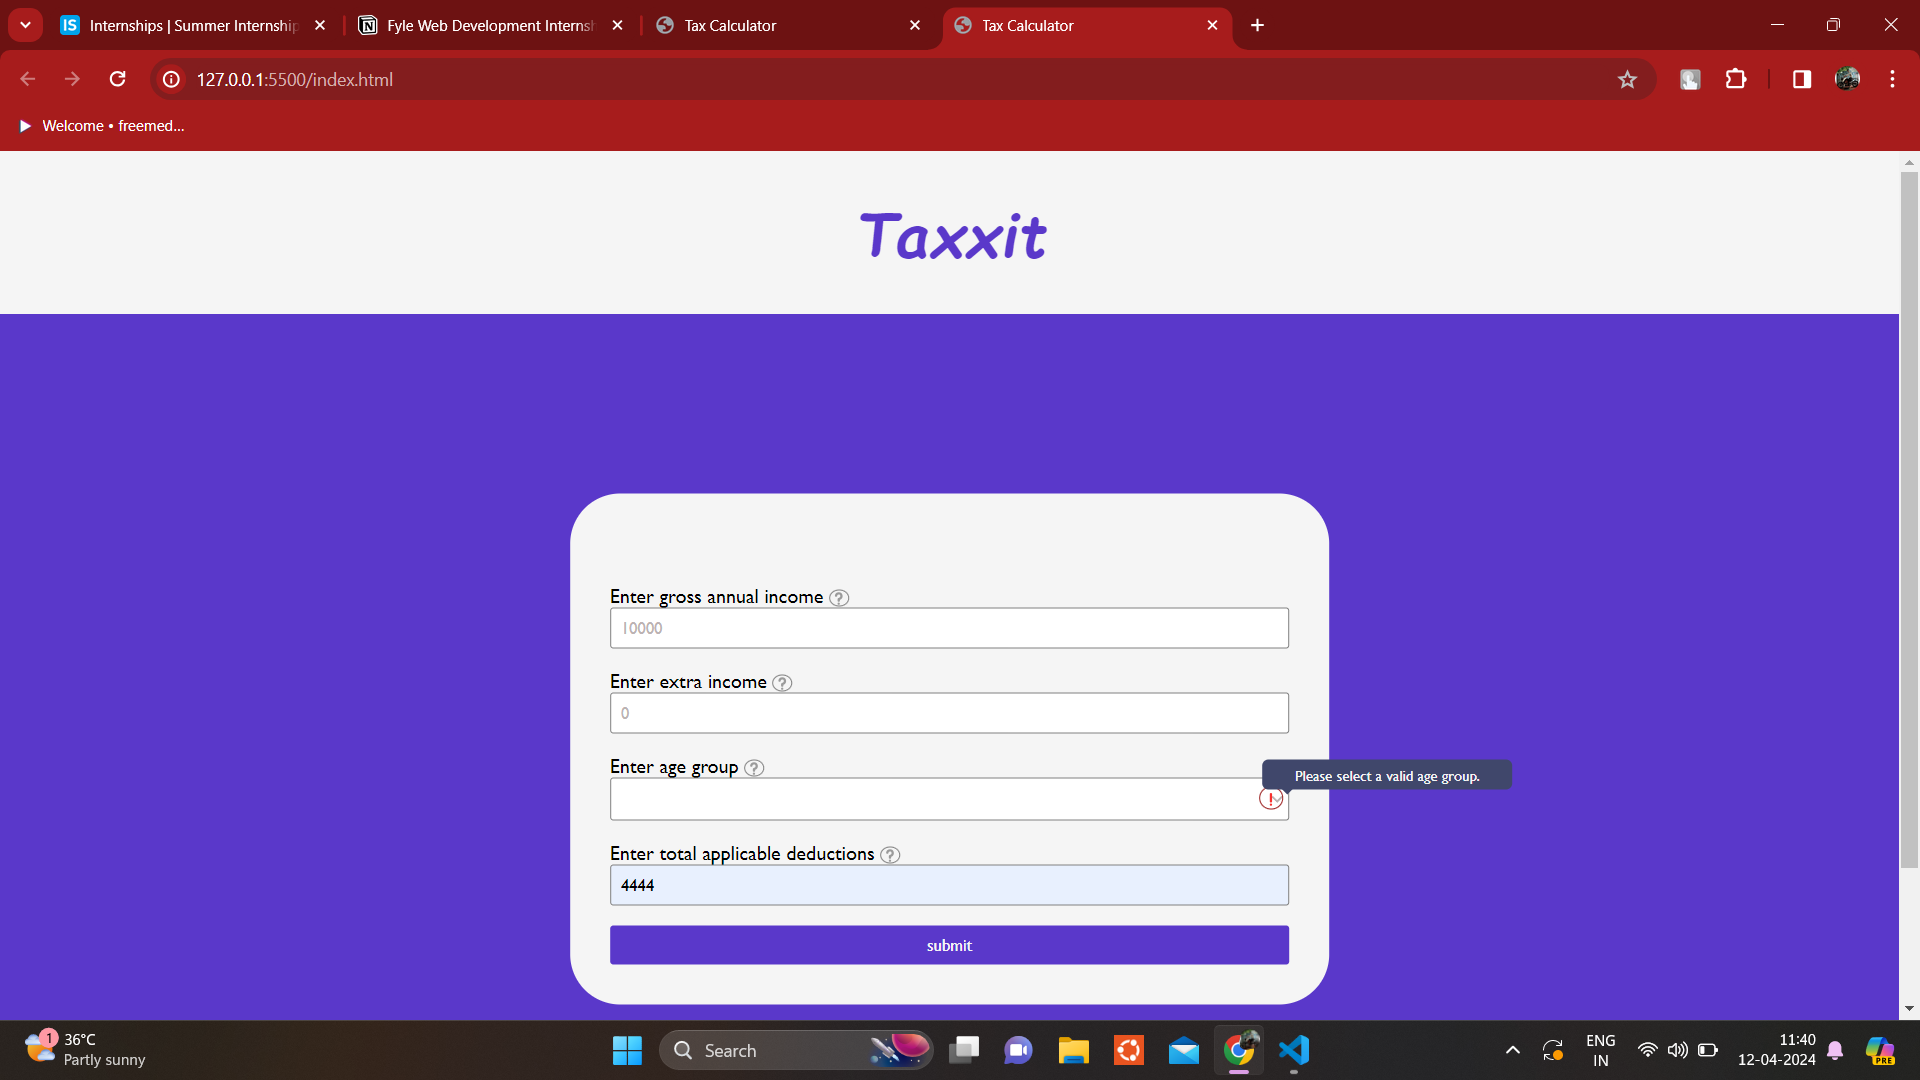 Internships | Summer Internship
Fyle Web Development Interns
Tax Calculator
Tax Calculator
127.0.0.1:5500/index.html
Welcome • freemed...
Taxxit
Enter gross annual income ?
10000
Enter extra income ?
0
Enter age group ?
Please select a valid age group.
!
Enter total applicable deductions ?
4444
submit
1
36°C
Partly sunny
Search
ENG
IN
11:40
12-04-2024
PRE